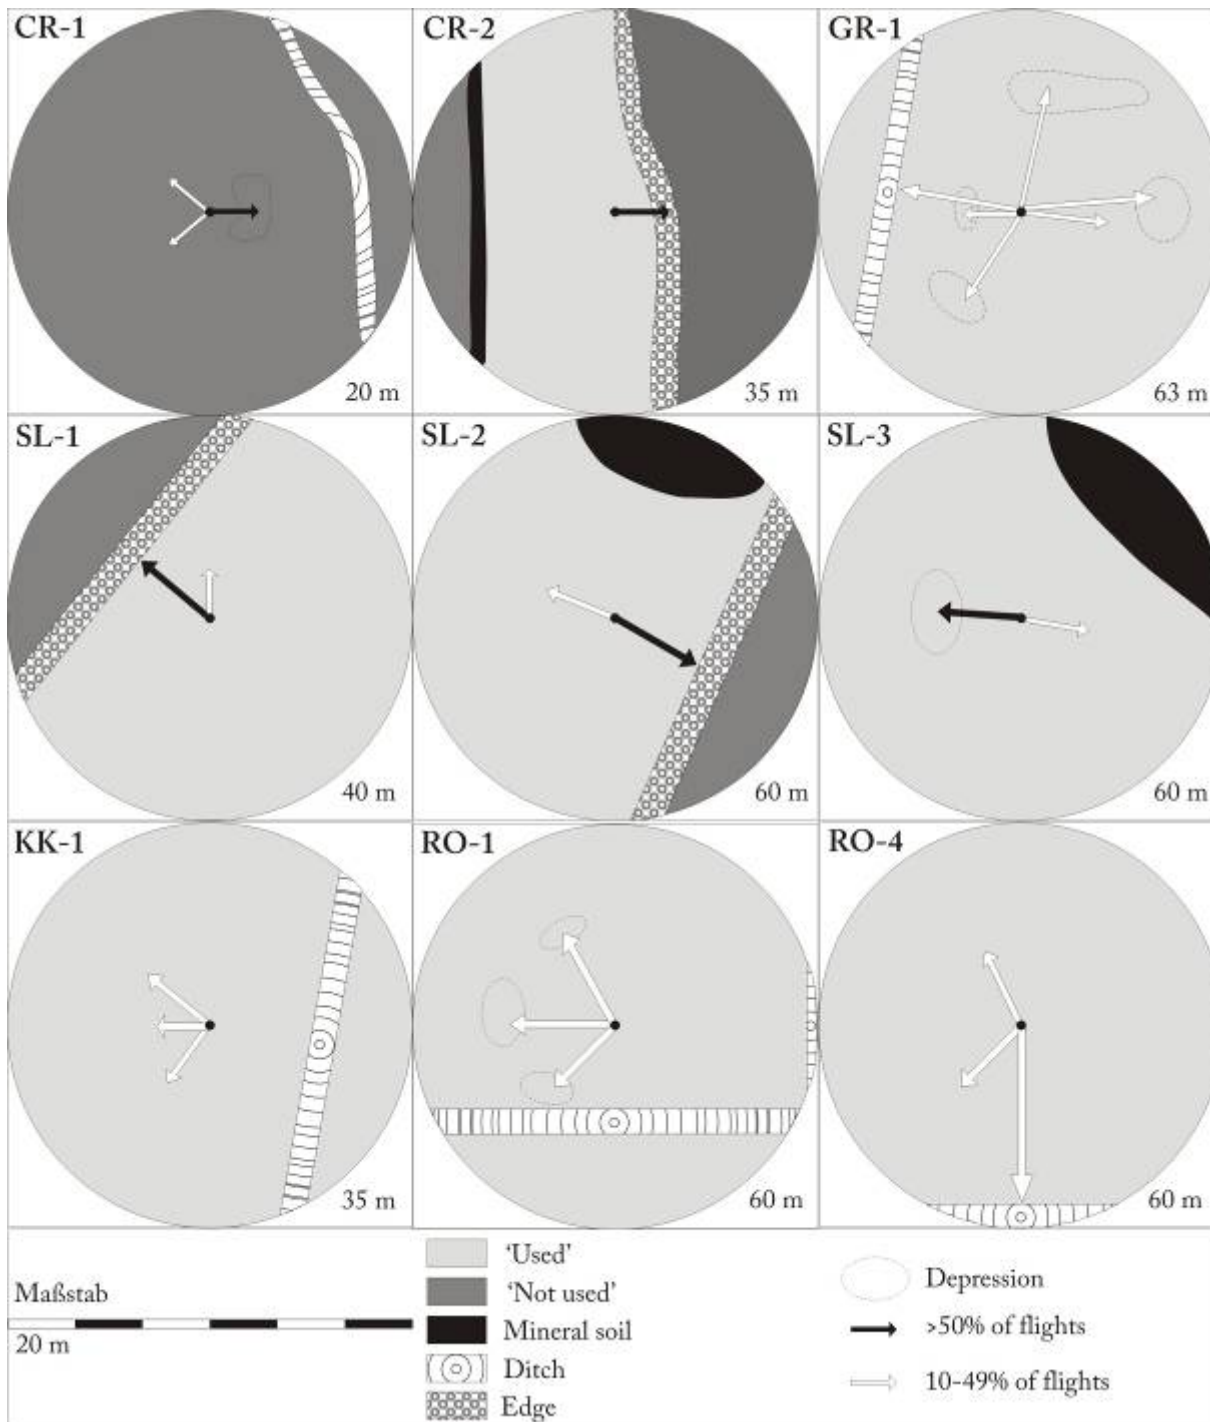 CR-1
CR-2
GR-1
20 m
35 m
63 m
SL-1
SL-2
SL-3
40 m
60 m
60 m
KK-1
RO-1
RO-4
35 m
60 m
60 m
Maßstab
20 m
‘Used’
‘Not used’
Mineral soil
Ditch
Edge
Depression
>50% of flights
10-49% of flights